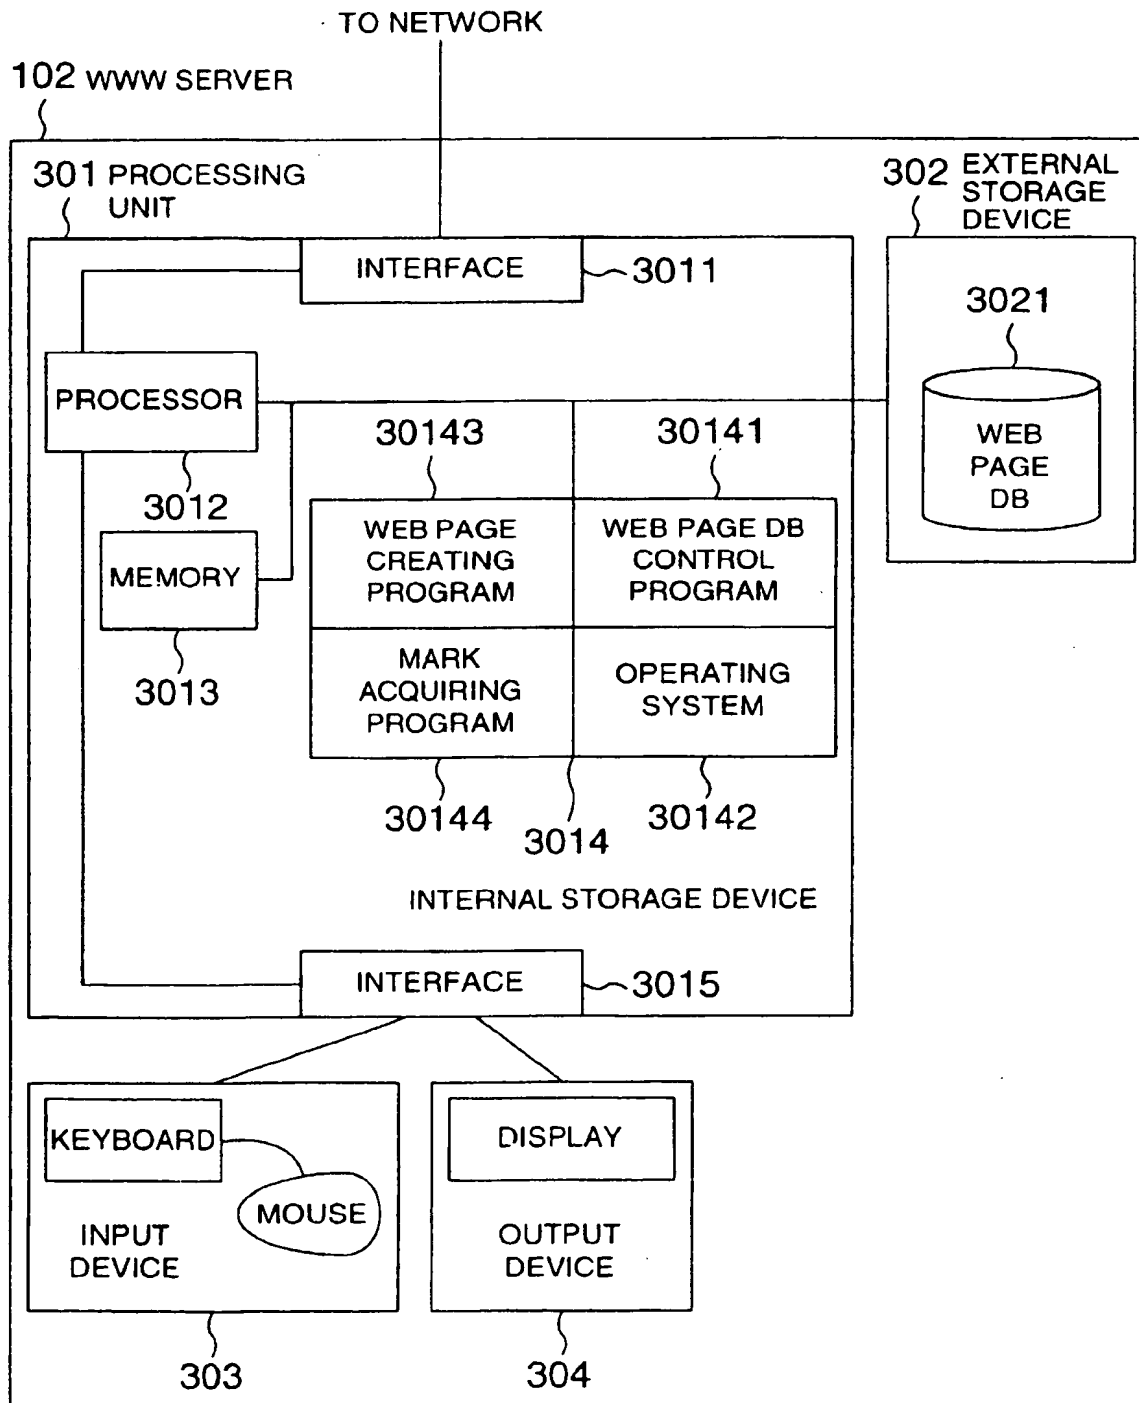 TO NETWORK
102 WWW SERVER
301 PROCESSING
UNIT
302 EXTERNAL
STORAGE
DEVICE
INTERFACE
3011
3021
PROCESSOR
3012
WEB
PAGE
DB
30143
30141
MEMORY
3013
WEB PAGE
CREATING
PROGRAM
WEB PAGE DB
CONTROL
PROGRAM
MARK
ACQUIRING
PROGRAM
OPERATING
SYSTEM
30144
3014
30142
INTERNAL STORAGE DEVICE
INTERFACE
3015
KEYBOARD
MOUSE
INPUT
DEVICE
DISPLAY
OUTPUT
DEVICE
303
304